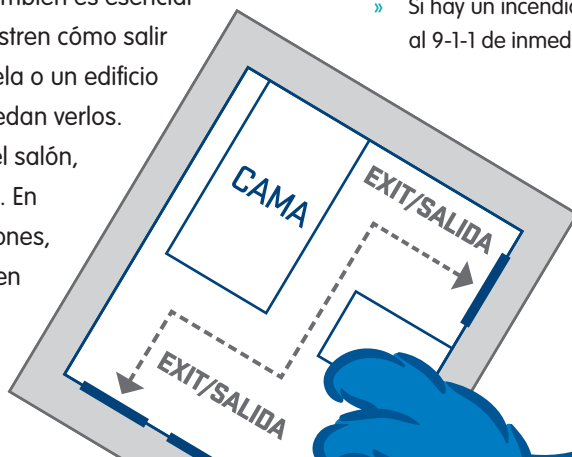 mbién es esencial
stren cómo salir
ela o un edificio
edan verlos.
el salón,
. En
ones,
en
» Si hay un incendio
al 9-1-1 de inmed
CAMA
EXIT/SALIDA
EXIT/SALIDA